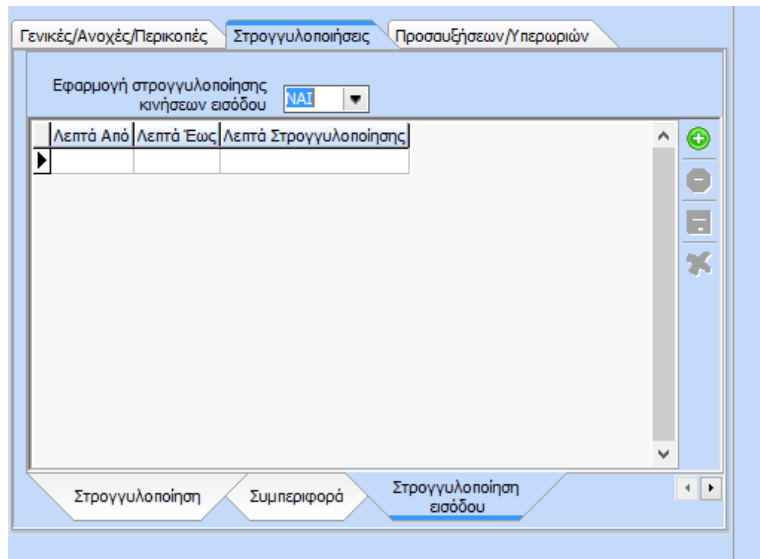 Γενικές/Ανοχές/Περικοπές Στρογγυλοποιήσεις Προσαυξήσεων/Υπερωριών
Εφαρμογή στρογγυλοποίησης
κινήσεων εισόδου ΝΑΙ
Λεπτά Από Λεπτά Έως Λεπτά Στρογγυλοποίησης
Στρογγυλοποίηση Συμπεριφορά Στρογγυλοποίηση
εισόδου